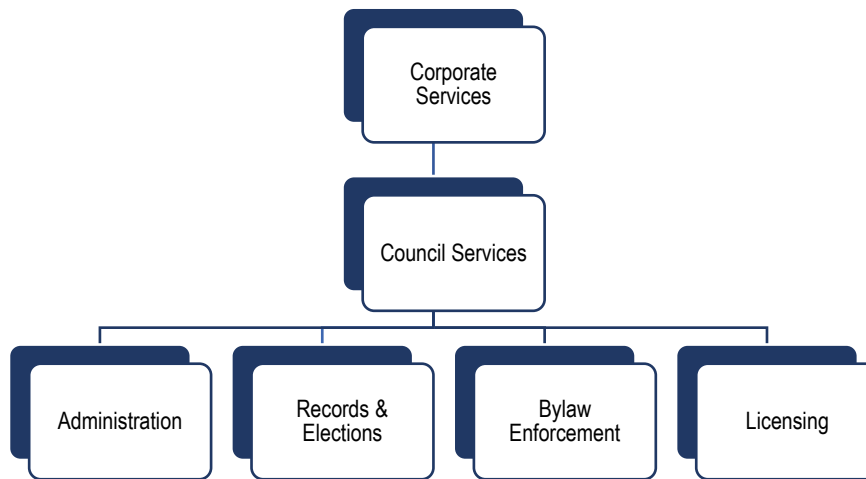 Corporate
Services
Council Services
Administration
Records &
Elections
Bylaw
Enforcement
Licensing